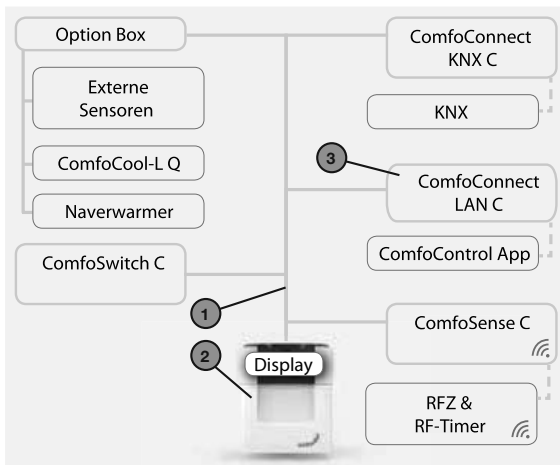 Option Box
Externe
Sensoren
ComfoCool-L Q
Naverwarmer
ComfoSwitch C
ComfoConnect
KNX C
KNX
3
ComfoConnect
LAN C
ComfoControl App
1
2
Display
ComfoSense C
RFZ &
RF-Timer